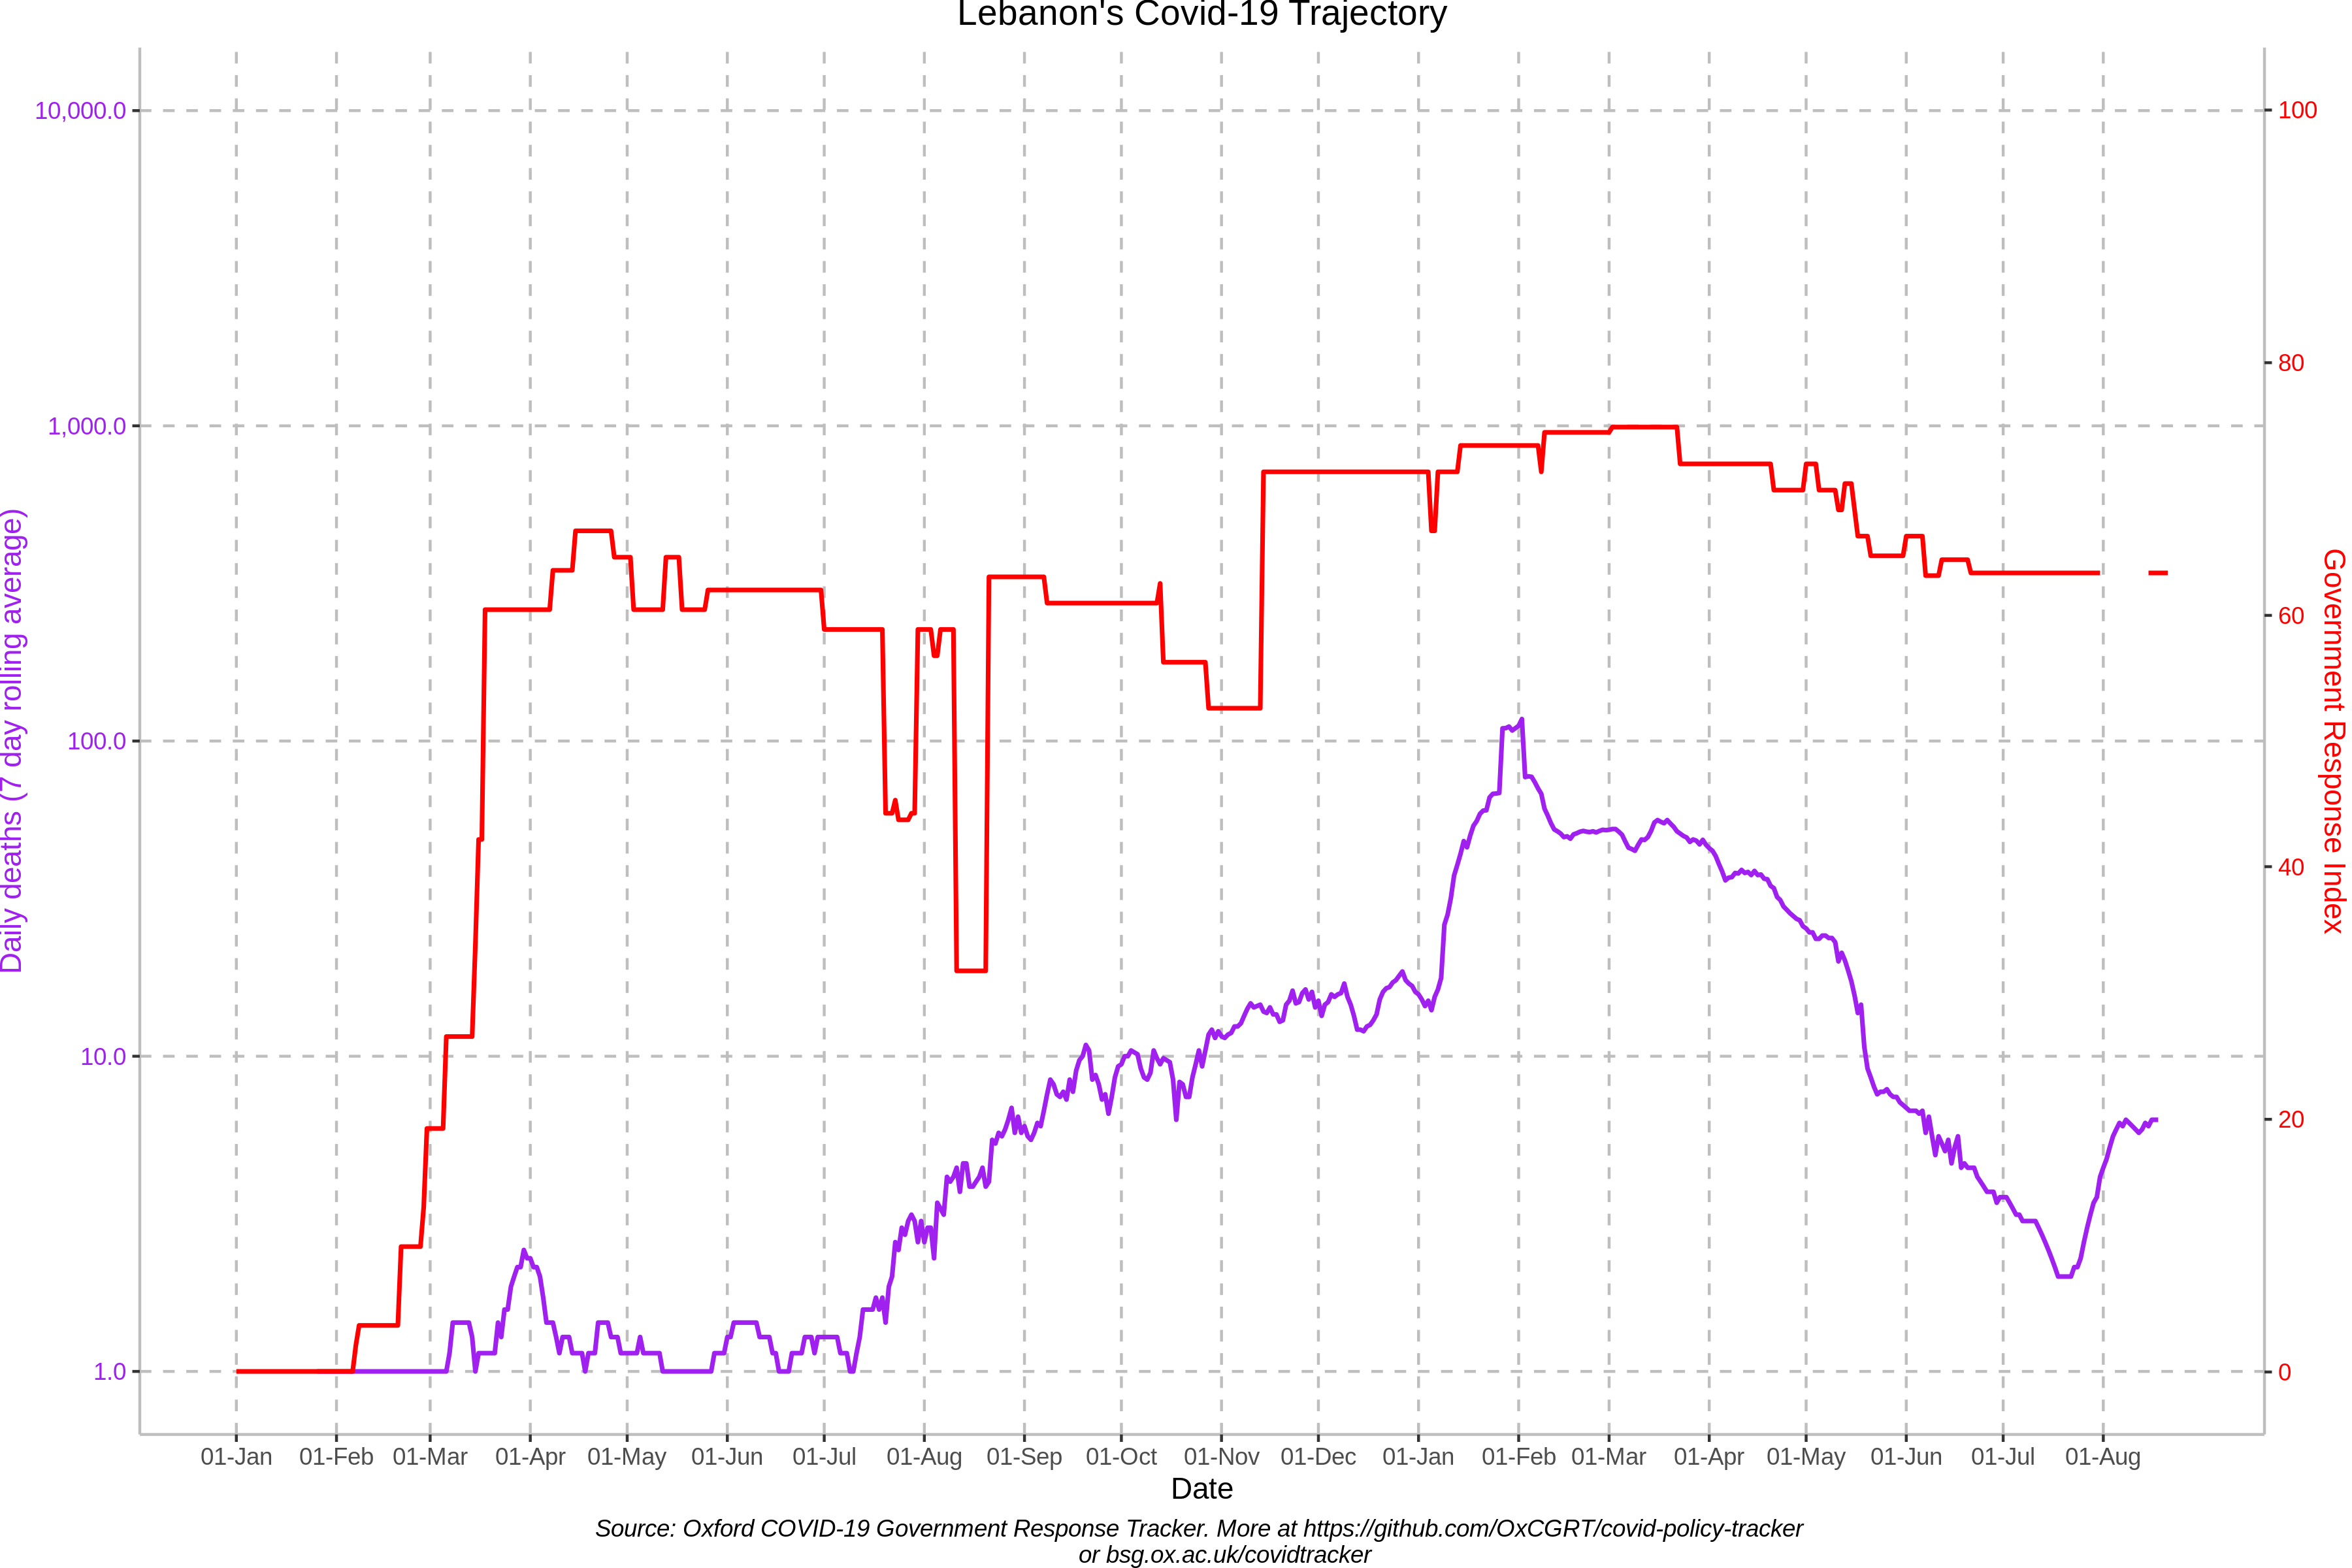 Lebanon's Covid-19 Trajectory
10,000.0
1,000.0
100.0
10.0
1.0
Daily deaths (7 day rolling average)
100
80
60
40
20
0
Government Response Index
01-Jan 01-Feb 01-Mar 01-Apr 01-May 01-Jun 01-Jul 01-Aug 01-Sep 01-Oct 01-Nov 01-Dec 01-Jan 01-Feb 01-Mar 01-Apr 01-May 01-Jun 01-Jul 01-Aug
Date
Source: Oxford COVID-19 Government Response Tracker. More at https://github.com/OxCGRT/covid-policy-tracker
or bsg.ox.ac.uk/covidtracker